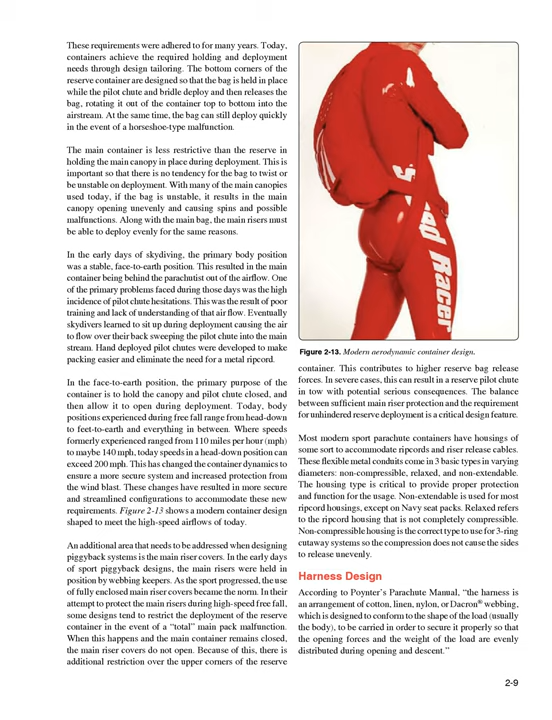 These requirements were adhered to for many years. Today,
containers achieve the required holding and deployment
needs through design tailoring. The bottom corners of the
reserve container are designed so that the bag is held in place
while the pilot chute and bridle deploy and then releases the
bag, rotating it out of the container top to bottom into the
airstream. At the same time, the bag can still deploy quickly
in the event of a horseshoe-type malfunction.
The main container is less restrictive than the reserve in
holding the main canopy in place during deployment. This is
important so that there is no tendency for the bag to twist or
be unstable on deployment. With many of the main canopies
used today, if the bag is unstable, it results in the main
canopy opening unevenly and causing spins and possible
malfunctions. Along with the main bag, the main risers must
be able to deploy evenly for the same reasons.
In the early days of skydiving, the primary body position
was a stable, face-to-earth position. This resulted in the main
container being behind the parachutist out of the airflow. One
of the primary problems faced during those days was the high
incidence of pilot chute hesitations. This was the result of poor
training and lack of understanding of that air flow. Eventually
skydivers learned to sit up during deployment causing the air
to flow over their back sweeping the pilot chute into the main
stream. Hand deployed pilot chutes were developed to make
packing easier and eliminate the need for a metal ripcord.
In the face-to-earth position, the primary purpose of the
container is to hold the canopy and pilot chute closed, and
then allow it to open during deployment. Today, body
positions experienced during free fall range from head-down
to feet-to-earth and everything in between. Where speeds
formerly experienced ranged from 110 miles per hour (mph)
to maybe 140 mph, today speeds in a head-down position can
exceed 200 mph. This has changed the container dynamics to
ensure a more secure system and increased protection from
the wind blast. These changes have resulted in more secure
and streamlined configurations to accommodate these new
requirements. Figure 2-13 shows a modern container design
shaped to meet the high-speed airflows of today.
An additional area that needs to be addressed when designing
piggyback systems is the main riser covers. In the early days
of sport piggyback designs, the main risers were held in
position by webbing keepers. As the sport progressed, the use
of fully enclosed main riser covers became the norm. In their
attempt to protect the main risers during high-speed free fall,
some designs tend to restrict the deployment of the reserve
container in the event of a “total” main pack malfunction.
When this happens and the main container remains closed,
the main riser covers do not open. Because of this, there is
additional restriction over the upper corners of the reserve
ad Racer
Figure 2-13. Modern aerodynamic container design.
container. This contributes to higher reserve bag release
forces. In severe cases, this can result in a reserve pilot chute
in tow with potential serious consequences. The balance
between sufficient main riser protection and the requirement
for unhindered reserve deployment is a critical design feature.
Most modern sport parachute containers have housings of
some sort to accommodate ripcords and riser release cables.
These flexible metal conduits come in 3 basic types in varying
diameters: non-compressible, relaxed, and non-extendable.
The housing type is critical to provide proper protection
and function for the usage. Non-extendable is used for most
ripcord housings, except on Navy seat packs. Relaxed refers
to the ripcord housing that is not completely compressible.
Non-compressible housing is the correct type to use for 3-ring
cutaway systems so the compression does not cause the sides
to release unevenly.
Harness Design
According to Poynter’s Parachute Manual, “the harness is
an arrangement of cotton, linen, nylon, or Dacron® webbing,
which is designed to conform to the shape of the load (usually
the body), to be carried in order to secure it properly so that
the opening forces and the weight of the load are evenly
distributed during opening and descent.”
2-9